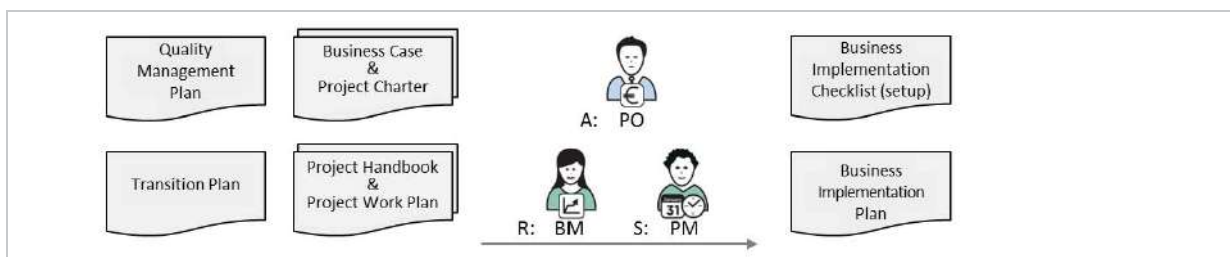 Quality
Management
Plan
Business Case
&
Project Charter
A: PO
Business
Implementation
Checklist (setup)
Transition Plan
Project Handbook
&
Project Work Plan
€
31
R: BM
S: PM
Business
Implementation
Plan